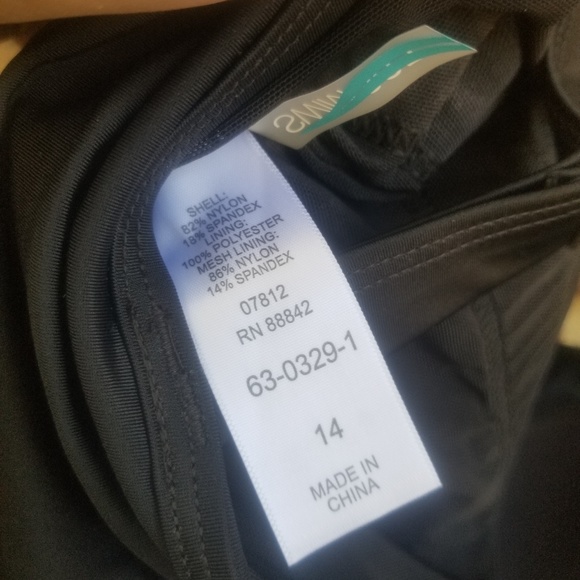 SHELL:
82% NYLON
18% SPANDEX
LINING:
100% POLYESTER
MESH LINING:
86% NYLON
14% SPANDEX
07812
RN 88842
63-0329-1
14
MADE IN
CHINA